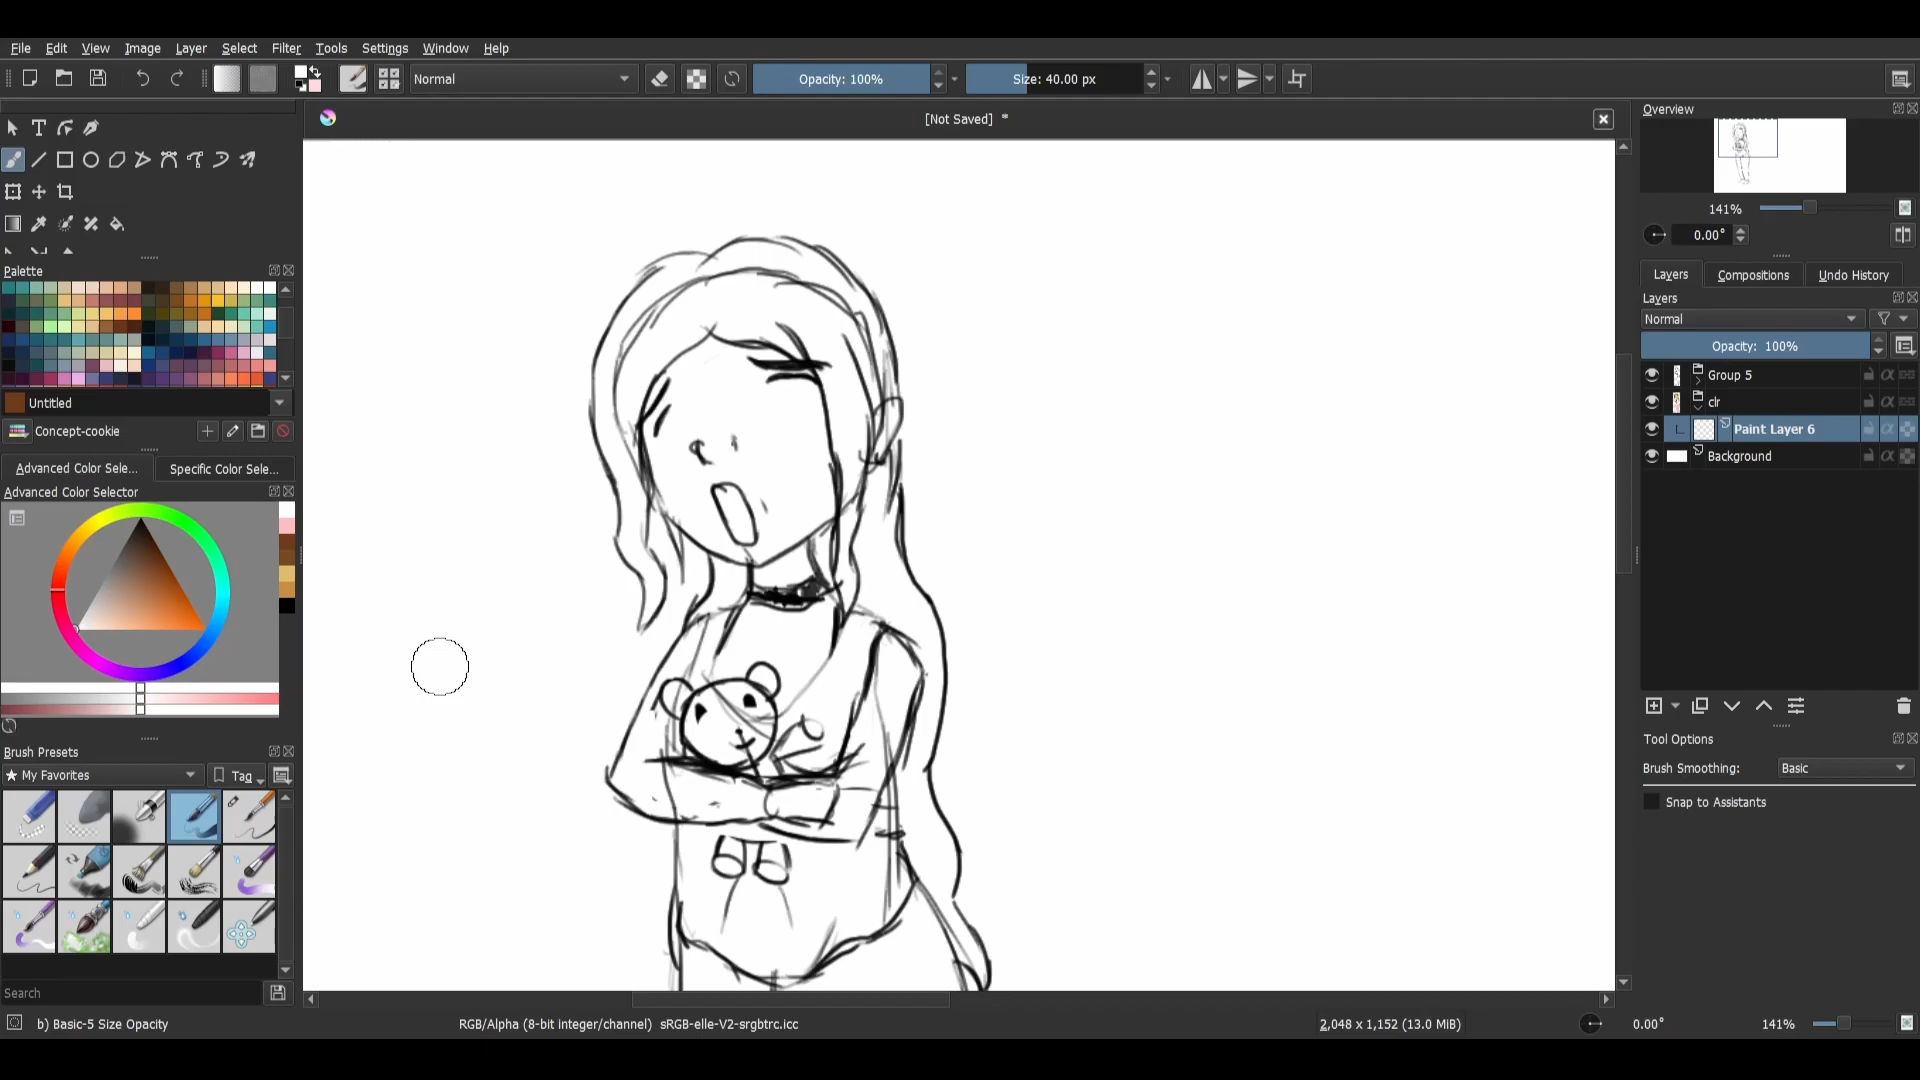 File Edit View Image Layer Select Filter Tools Settings Window Help
Normal Opacity: 100% Size: 40.00 px
[Not Saved] *
Overview
141%
0.00°
Palette
Untitled
Concept-cookie
Advanced Color Sele... Specific Color Sele...
Advanced Color Selector
Brush Presets
My Favorites Tag
Search
b) Basic-5 Size Opacity RGB/Alpha (8-bit integer/channel) sRGB-elle-V2-srgbtrc.icc 2,048 x 1,152 (13.0 MiB) 0.00° 141%
Layers Compositions Undo History
Layers
Normal
Opacity: 100%
Group 5
clr
Paint Layer 6
Background
Tool Options
Brush Smoothing: Basic
Snap to Assistants